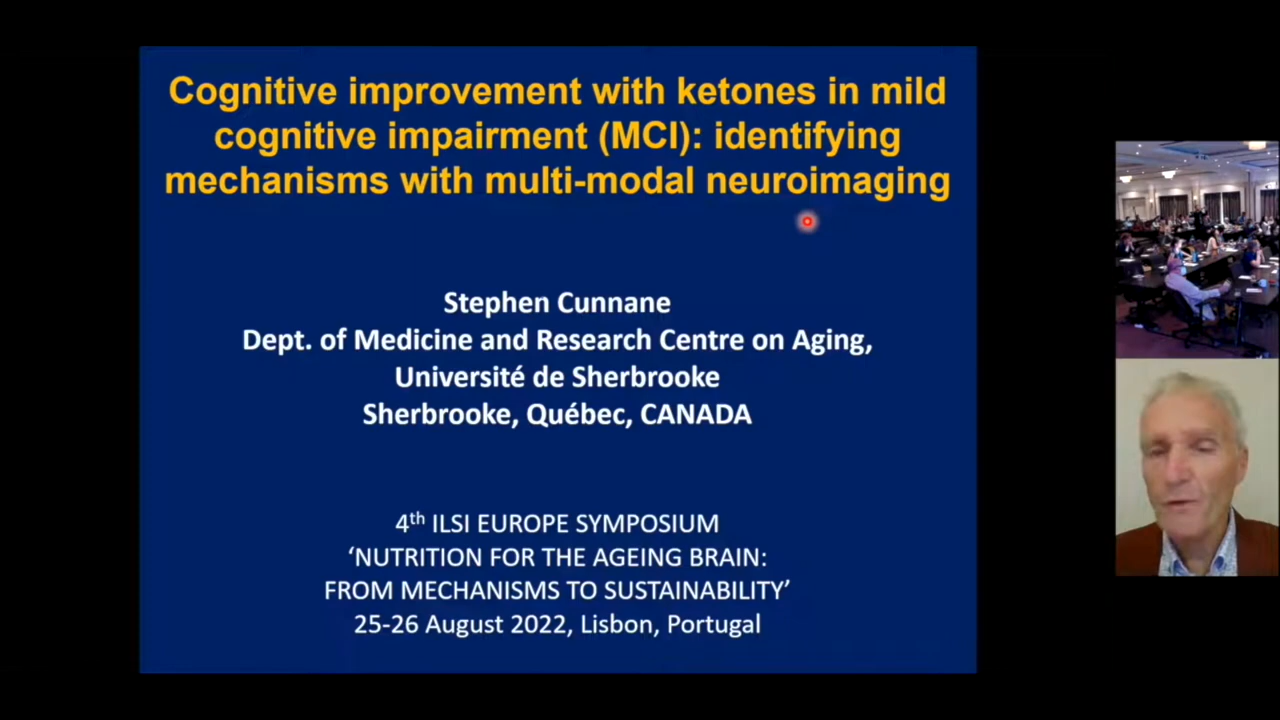 Cognitive improvement with ketones in mild
cognitive impairment (MCI): identifying
mechanisms with multi-modal neuroimaging
Stephen Cunnane
Dept. of Medicine and Research Centre on Aging,
Université de Sherbrooke
Sherbrooke, Québec, CANADA
4th ILSI EUROPE SYMPOSIUM
‘NUTRITION FOR THE AGEING BRAIN:
FROM MECHANISMS TO SUSTAINABILITY’
25-26 August 2022, Lisbon, Portugal